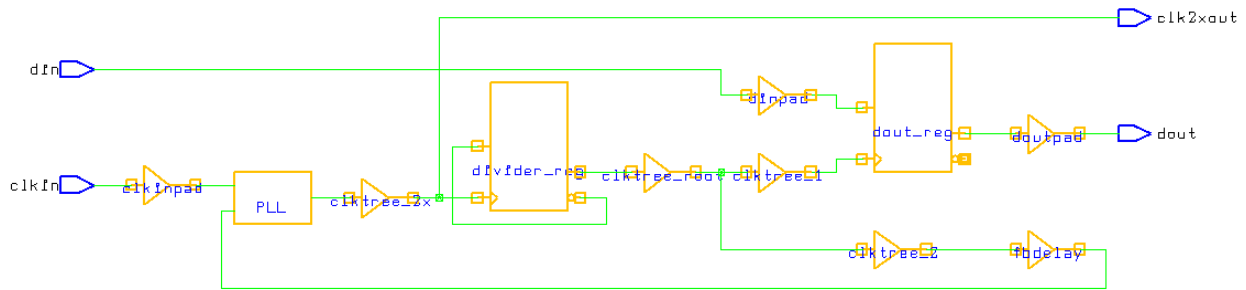 clk2xout
din
dinpad
dout_reg
doutpad
dout
divider_reg
clktree_root
clktree_1
clkin
clkinpad
clktree_2x
PLL
clktree_2
fbdelay